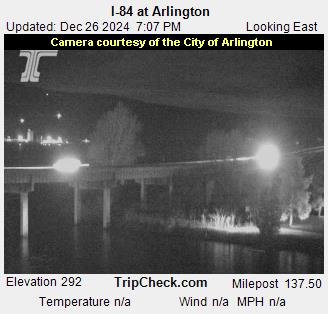 I-84 at Arlington
Updated: Dec 26 2024 7:07 PM Looking East
Camera courtesy of the City of Arlington
Elevation 292 TripCheck.com Milepost 137.50
Temperature n/a Wind n/a MPH n/a